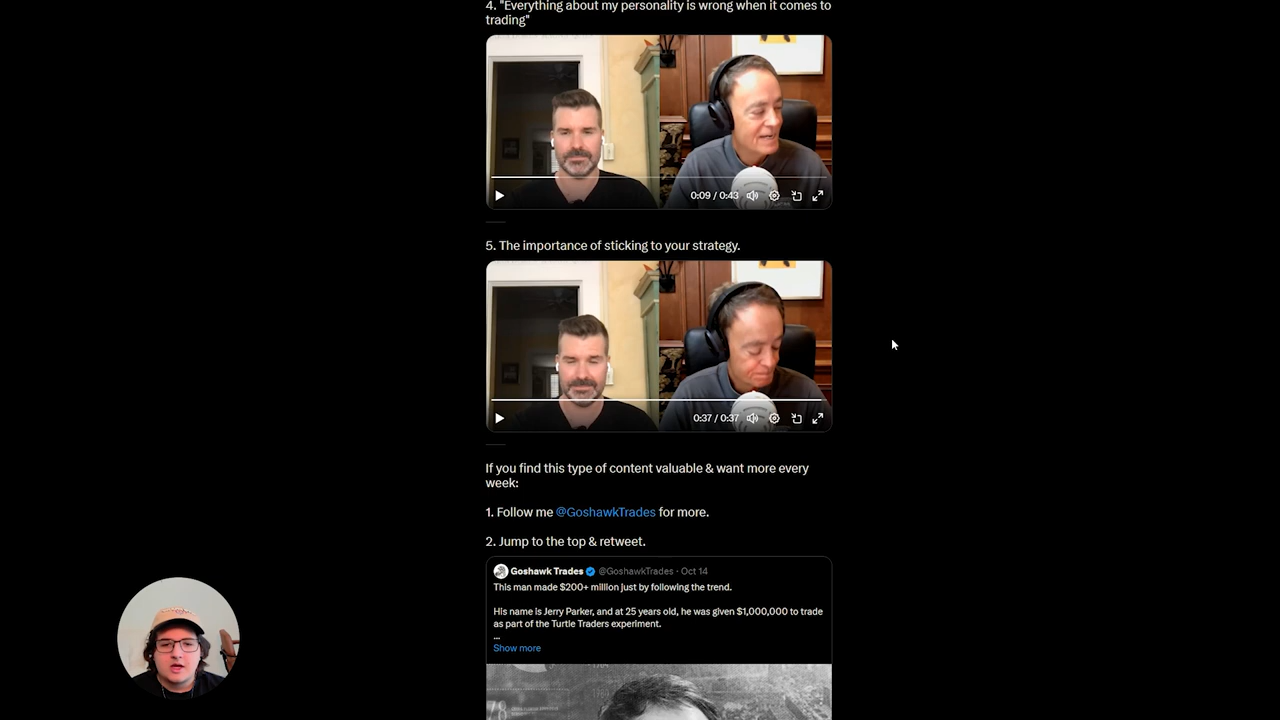 4. "Everything about my personality is wrong when it comes to
trading"
0:09 / 0:43
5. The importance of sticking to your strategy.
0:37 / 0:37
If you find this type of content valuable & want more every
week:
1. Follow me @GoshawkTrades for more.
2. Jump to the top & retweet.
Goshawk Trades @GoshawkTrades · Oct 14
This man made $200+ million just by following the trend.
His name is Jerry Parker, and at 25 years old, he was given $1,000,000 to trade
as part of the Turtle Traders experiment.
...
Show more